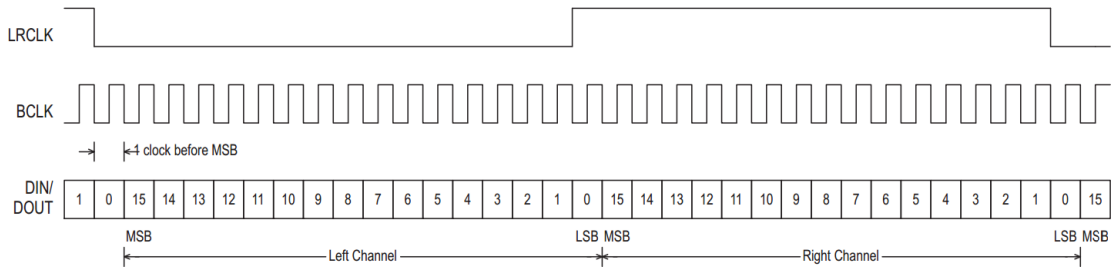 LRCLK
BCLK
1 clock before MSB
DIN/
DOUT
1 0 15 14 13 12 11 10 9 8 7 6 5 4 3 2 1 0 15 14 13 12 11 10 9 8 7 6 5 4 3 2 1 0 15
MSB LSB MSB LSB MSB
Left Channel Right Channel